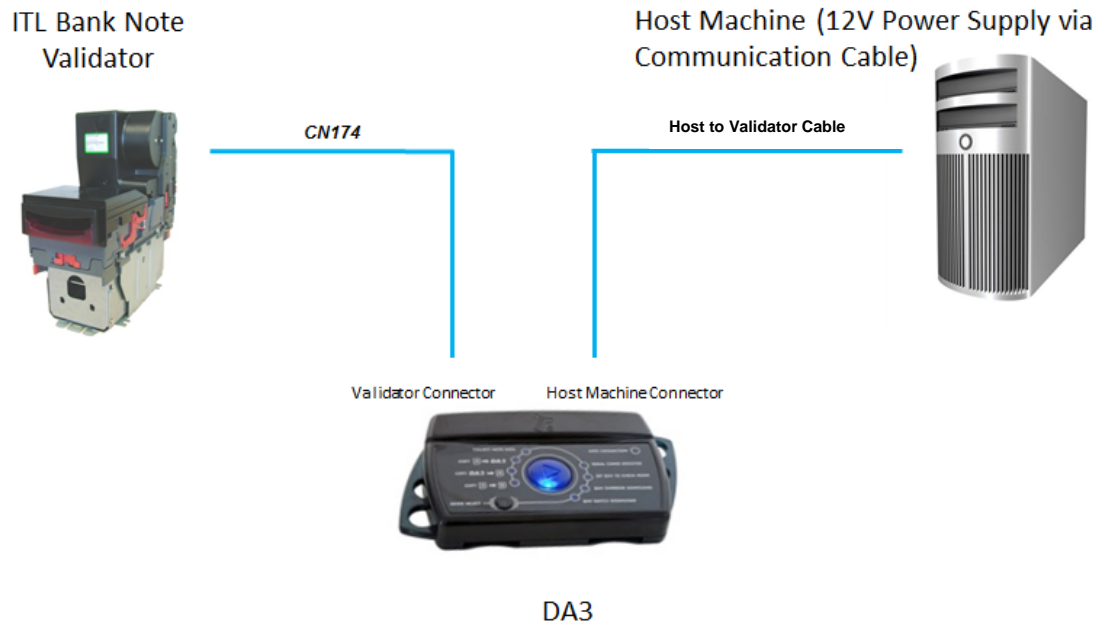 ITL Bank Note
Validator
Host Machine (12V Power Supply via
Communication Cable)
CN174
Host to Validator Cable
Validator Connector
Host Machine Connector
DA3